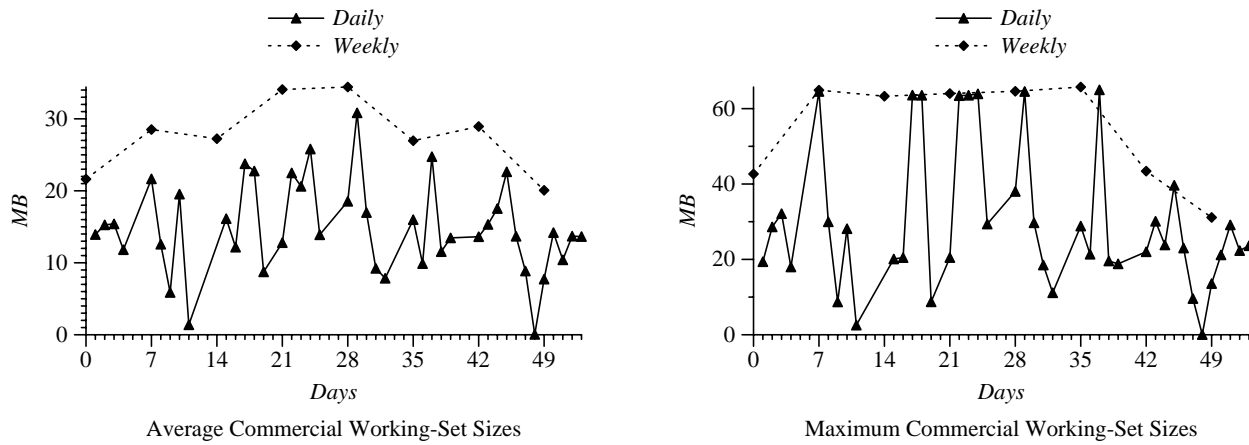 Daily
Weekly
30
20
10
0
MB
0 7 14 21 28 35 42 49
Days
Average Commercial Working-Set Sizes
Daily
Weekly
60
40
20
0
MB
0 7 14 21 28 35 42 49
Days
Maximum Commercial Working-Set Sizes